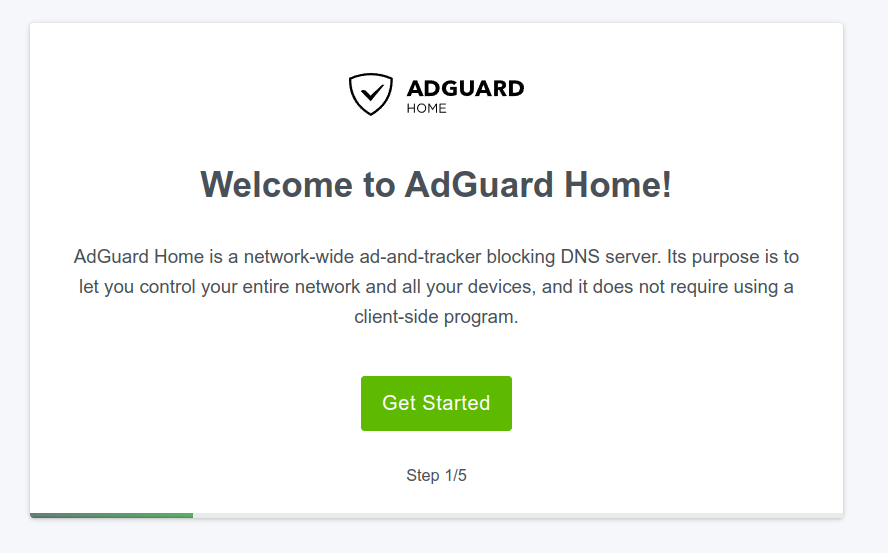 ADGUARD
HOME
Welcome to AdGuard Home!
AdGuard Home is a network-wide ad-and-tracker blocking DNS server. Its purpose is to
let you control your entire network and all your devices, and it does not require using a
client-side program.
Get Started
Step 1/5